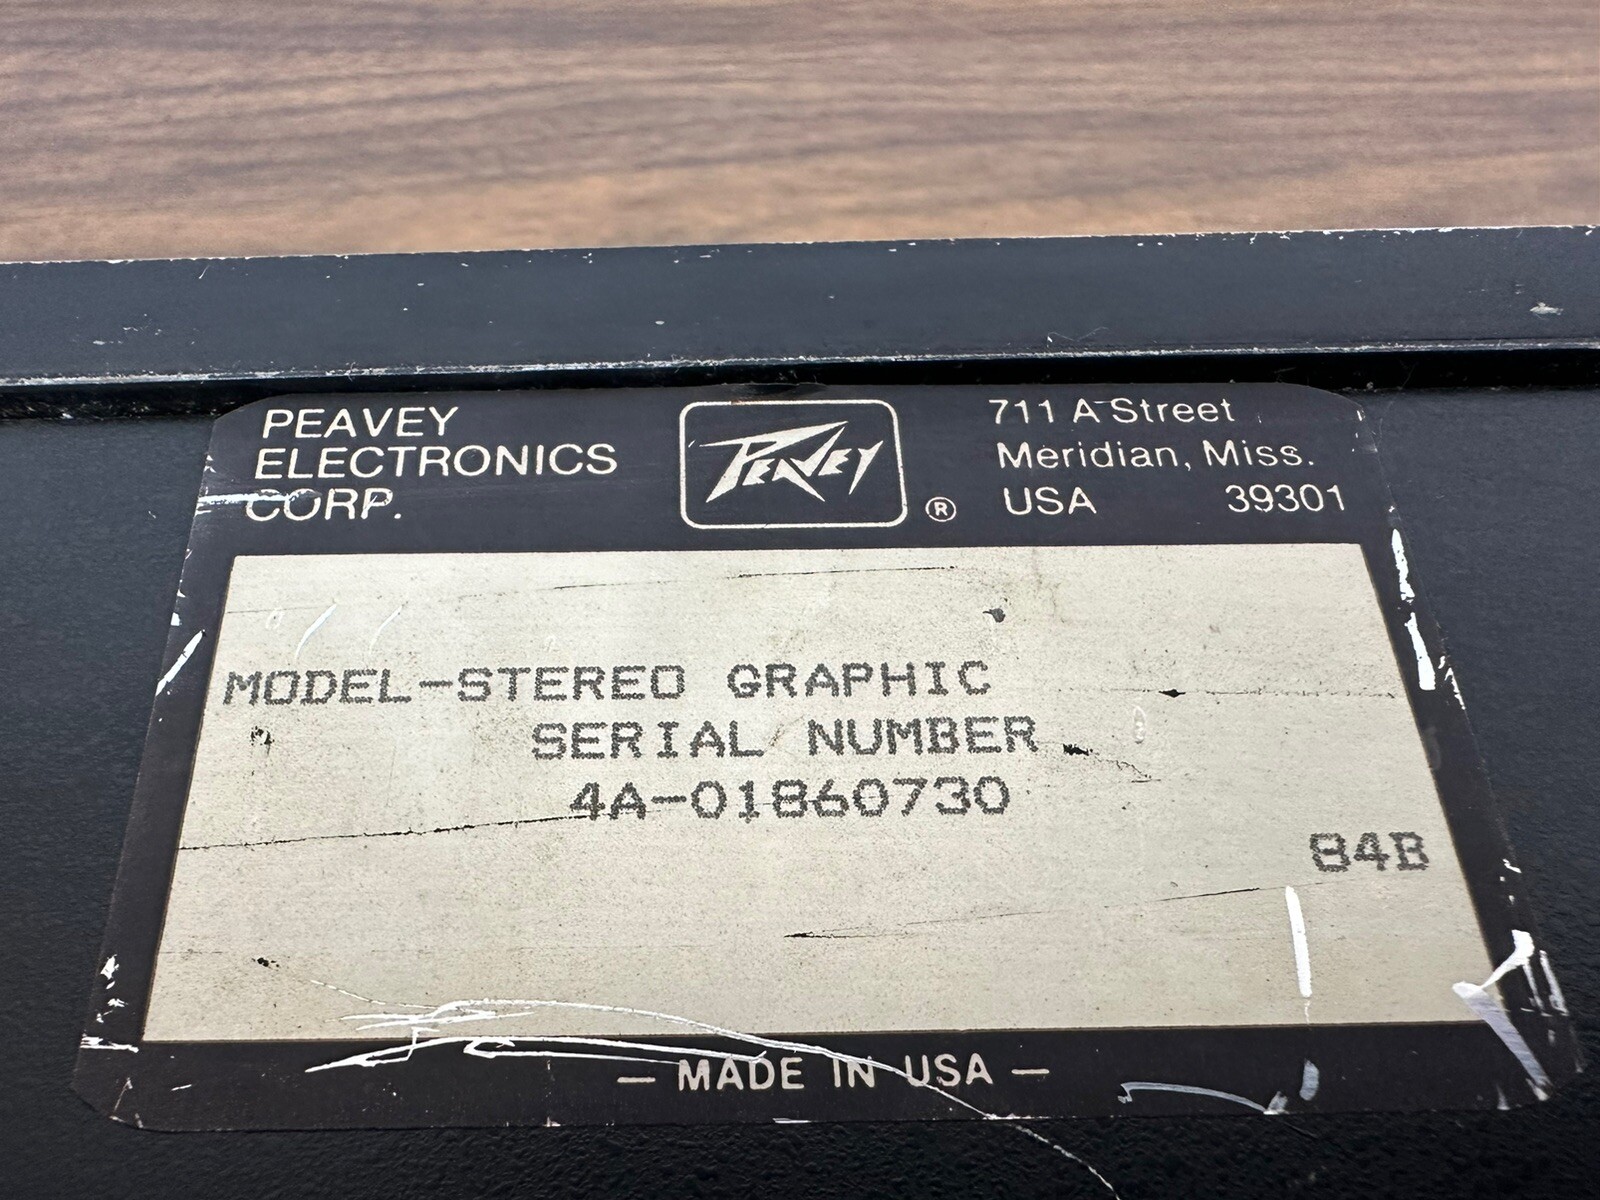 PEAVEY
ELECTRONICS
CORP.
PEAVEY
®
711 A Street
Meridian, Miss.
USA 39301
MODEL-STEREO GRAPHIC
SERIAL NUMBER
4A-01860730
84B
— MADE IN USA —